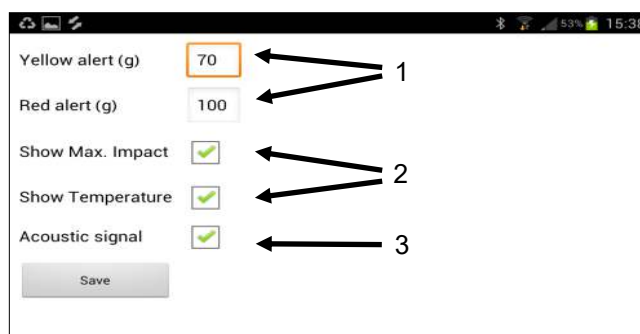 53% 15:38
Yellow alert (g) 70
1
Red alert (g) 100
Show Max. Impact
2
Show Temperature
Acoustic signal 3
Save